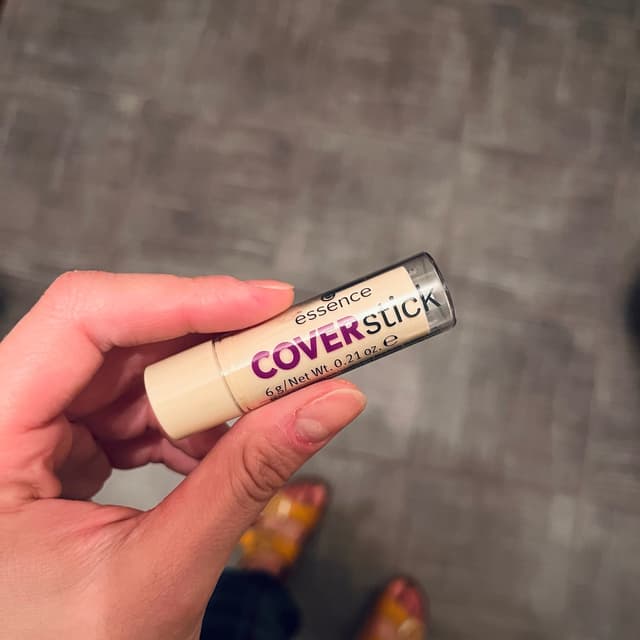 essence
COVERstick
6 g/Net Wt. 0.21 oz. ℮